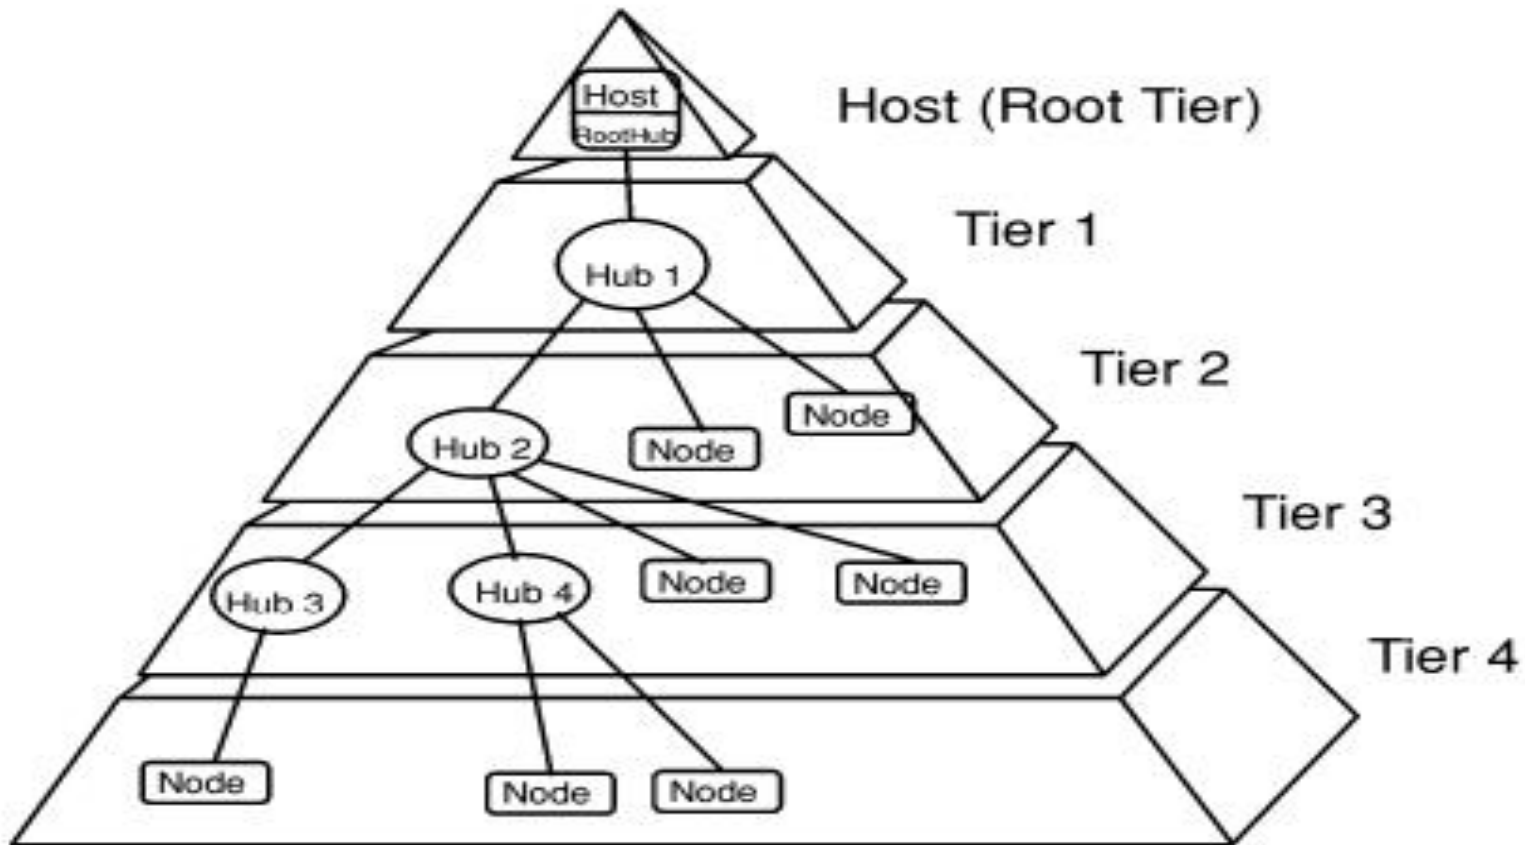 Host
RootHub
Host (Root Tier)
Tier 1
Hub 1
Tier 2
Node
Hub 2
Node
Tier 3
Hub 3
Hub 4
Node
Node
Tier 4
Node
Node
Node